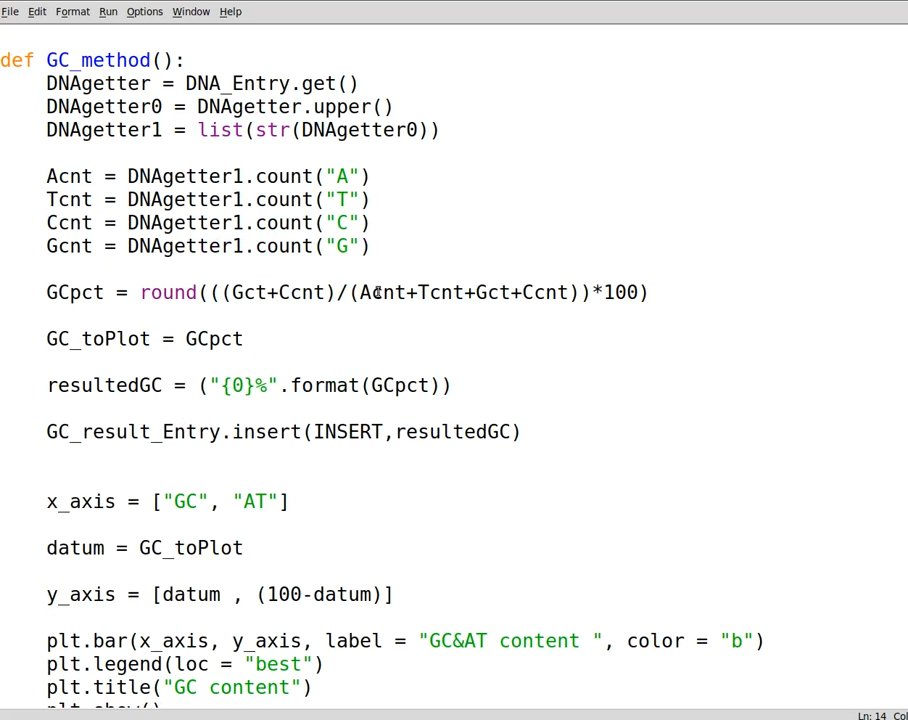 File Edit Format Run Options Window Help
def GC_method():
    DNAgetter = DNA_Entry.get()
    DNAgetter0 = DNAgetter.upper()
    DNAgetter1 = list(str(DNAgetter0))
    Acnt = DNAgetter1.count("A")
    Tcnt = DNAgetter1.count("T")
    Ccnt = DNAgetter1.count("C")
    Gcnt = DNAgetter1.count("G")
    GCpct = round(((Gct+Ccnt)/(Acnt+Tcnt+Gct+Ccnt))*100)
    GC_toPlot = GCpct
    resultedGC = ("{0}%".format(GCpct))
    GC_result_Entry.insert(INSERT,resultedGC)
    x_axis = ["GC", "AT"]
    datum = GC_toPlot
    y_axis = [datum , (100-datum)]
    plt.bar(x_axis, y_axis, label = "GC&AT content ", color = "b")
    plt.legend(loc = "best")
    plt.title("GC content")
    plt.show()
Ln: 14 Col